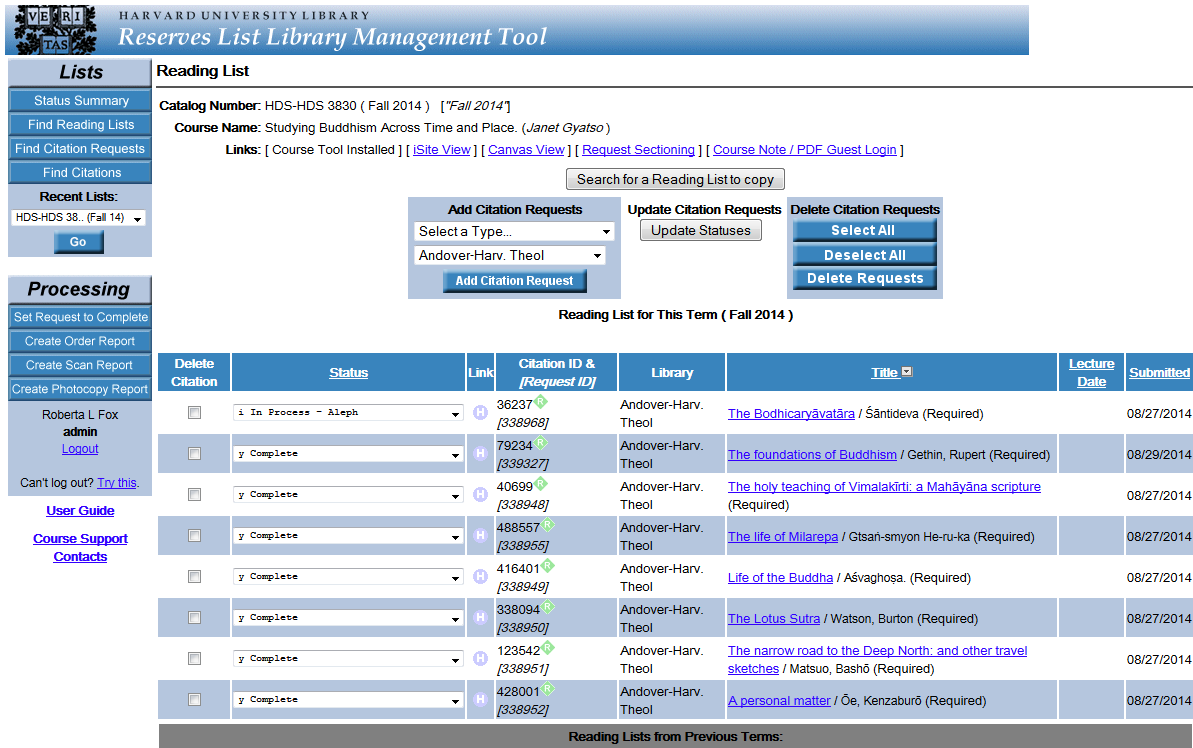 VE RI
TAS
HARVARD UNIVERSITY LIBRARY
Reserves List Library Management Tool
Lists
Status Summary
Find Reading Lists
Find Citation Requests
Find Citations
Recent Lists:
HDS-HDS 38.. (Fall 14)
Go
Processing
Set Request to Complete
Create Order Report
Create Scan Report
Create Photocopy Report
Roberta L Fox
admin
Logout
Can't log out? Try this.
User Guide
Course Support
Contacts
Reading List
Catalog Number: HDS-HDS 3830 ( Fall 2014 ) ["Fall 2014"]
Course Name: Studying Buddhism Across Time and Place. (Janet Gyatso )
Links: [ Course Tool Installed ] [ iSite View ] [ Canvas View ] [ Request Sectioning ] [ Course Note / PDF Guest Login ]
Search for a Reading List to copy
Add Citation Requests
Select a Type...
Andover-Harv. Theol
Add Citation Request
Update Citation Requests
Update Statuses
Delete Citation Requests
Select All
Deselect All
Delete Requests
Reading List for This Term ( Fall 2014 )
Delete Citation Status Link Citation ID & [Request ID] Library Title Lecture Date Submitted
i In Process - Aleph H 36237 R [338968] Andover-Harv. Theol The Bodhicaryāvatāra / Śāntideva (Required) 08/27/2014
y Complete H 79234 R [339327] Andover-Harv. Theol The foundations of Buddhism / Gethin, Rupert (Required) 08/29/2014
y Complete H 40699 R [338948] Andover-Harv. Theol The holy teaching of Vimalakīrti: a Mahāyāna scripture (Required) 08/27/2014
y Complete H 488557 R [338955] Andover-Harv. Theol The life of Milarepa / Gtsaṅ-smyon He-ru-ka (Required) 08/27/2014
y Complete H 416401 R [338949] Andover-Harv. Theol Life of the Buddha / Aśvaghoṣa. (Required) 08/27/2014
y Complete H 338094 R [338950] Andover-Harv. Theol The Lotus Sutra / Watson, Burton (Required) 08/27/2014
y Complete H 123542 R [338951] Andover-Harv. Theol The narrow road to the Deep North: and other travel sketches / Matsuo, Bashō (Required) 08/27/2014
y Complete H 428001 R [338952] Andover-Harv. Theol A personal matter / Ōe, Kenzaburō (Required) 08/27/2014
Reading Lists from Previous Terms: